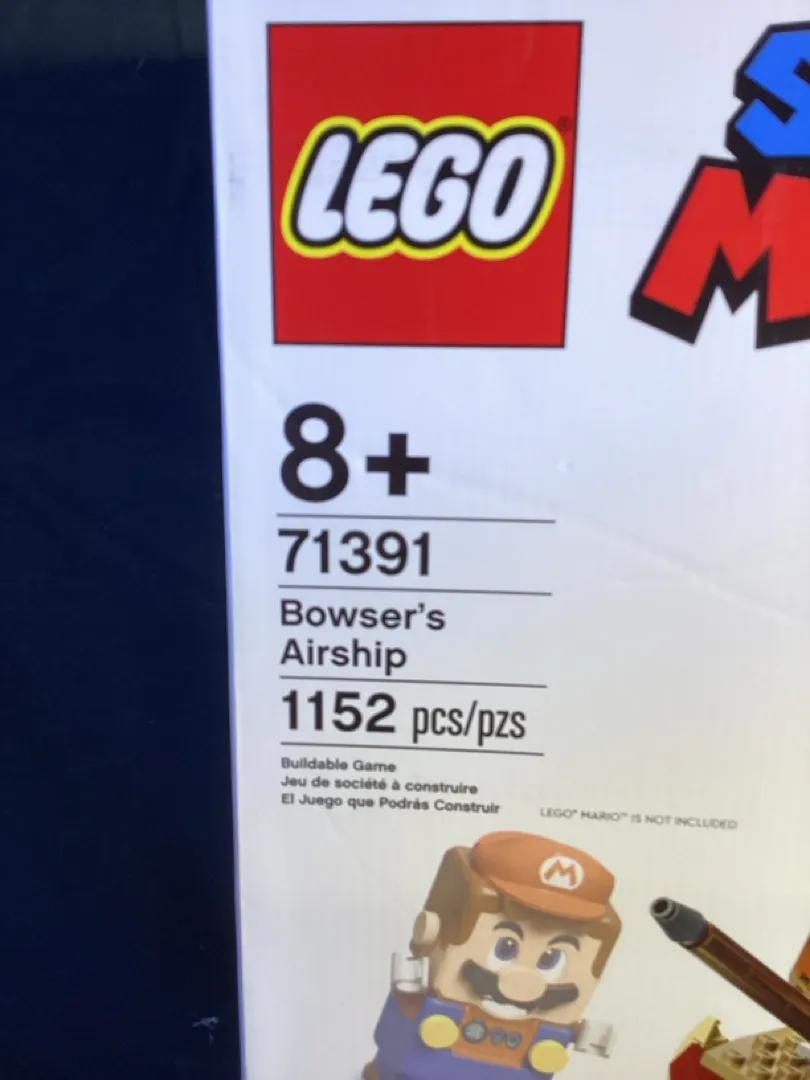 LEGO®
S
M
8+
71391
Bowser's
Airship
1152 pcs/pzs
Buildable Game
Jeu de société à construire
El Juego que Podrás Construir
LEGO® MARIO™ IS NOT INCLUDED
M